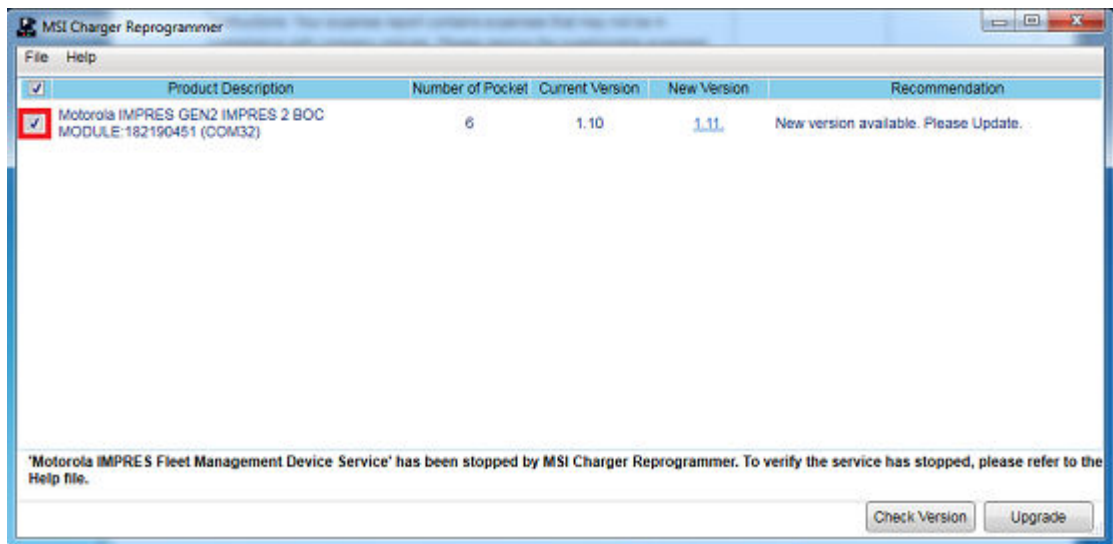 MSI Charger Reprogrammer
File Help
Product Description Number of Pocket Current Version New Version Recommendation
Motorola IMPRES GEN2 IMPRES 2 BOC
MODULE:182190451 (COM32) 6 1.10 1.11. New version available. Please Update.
'Motorola IMPRES Fleet Management Device Service' has been stopped by MSI Charger Reprogrammer. To verify the service has stopped, please refer to the
Help file.
Check Version Upgrade